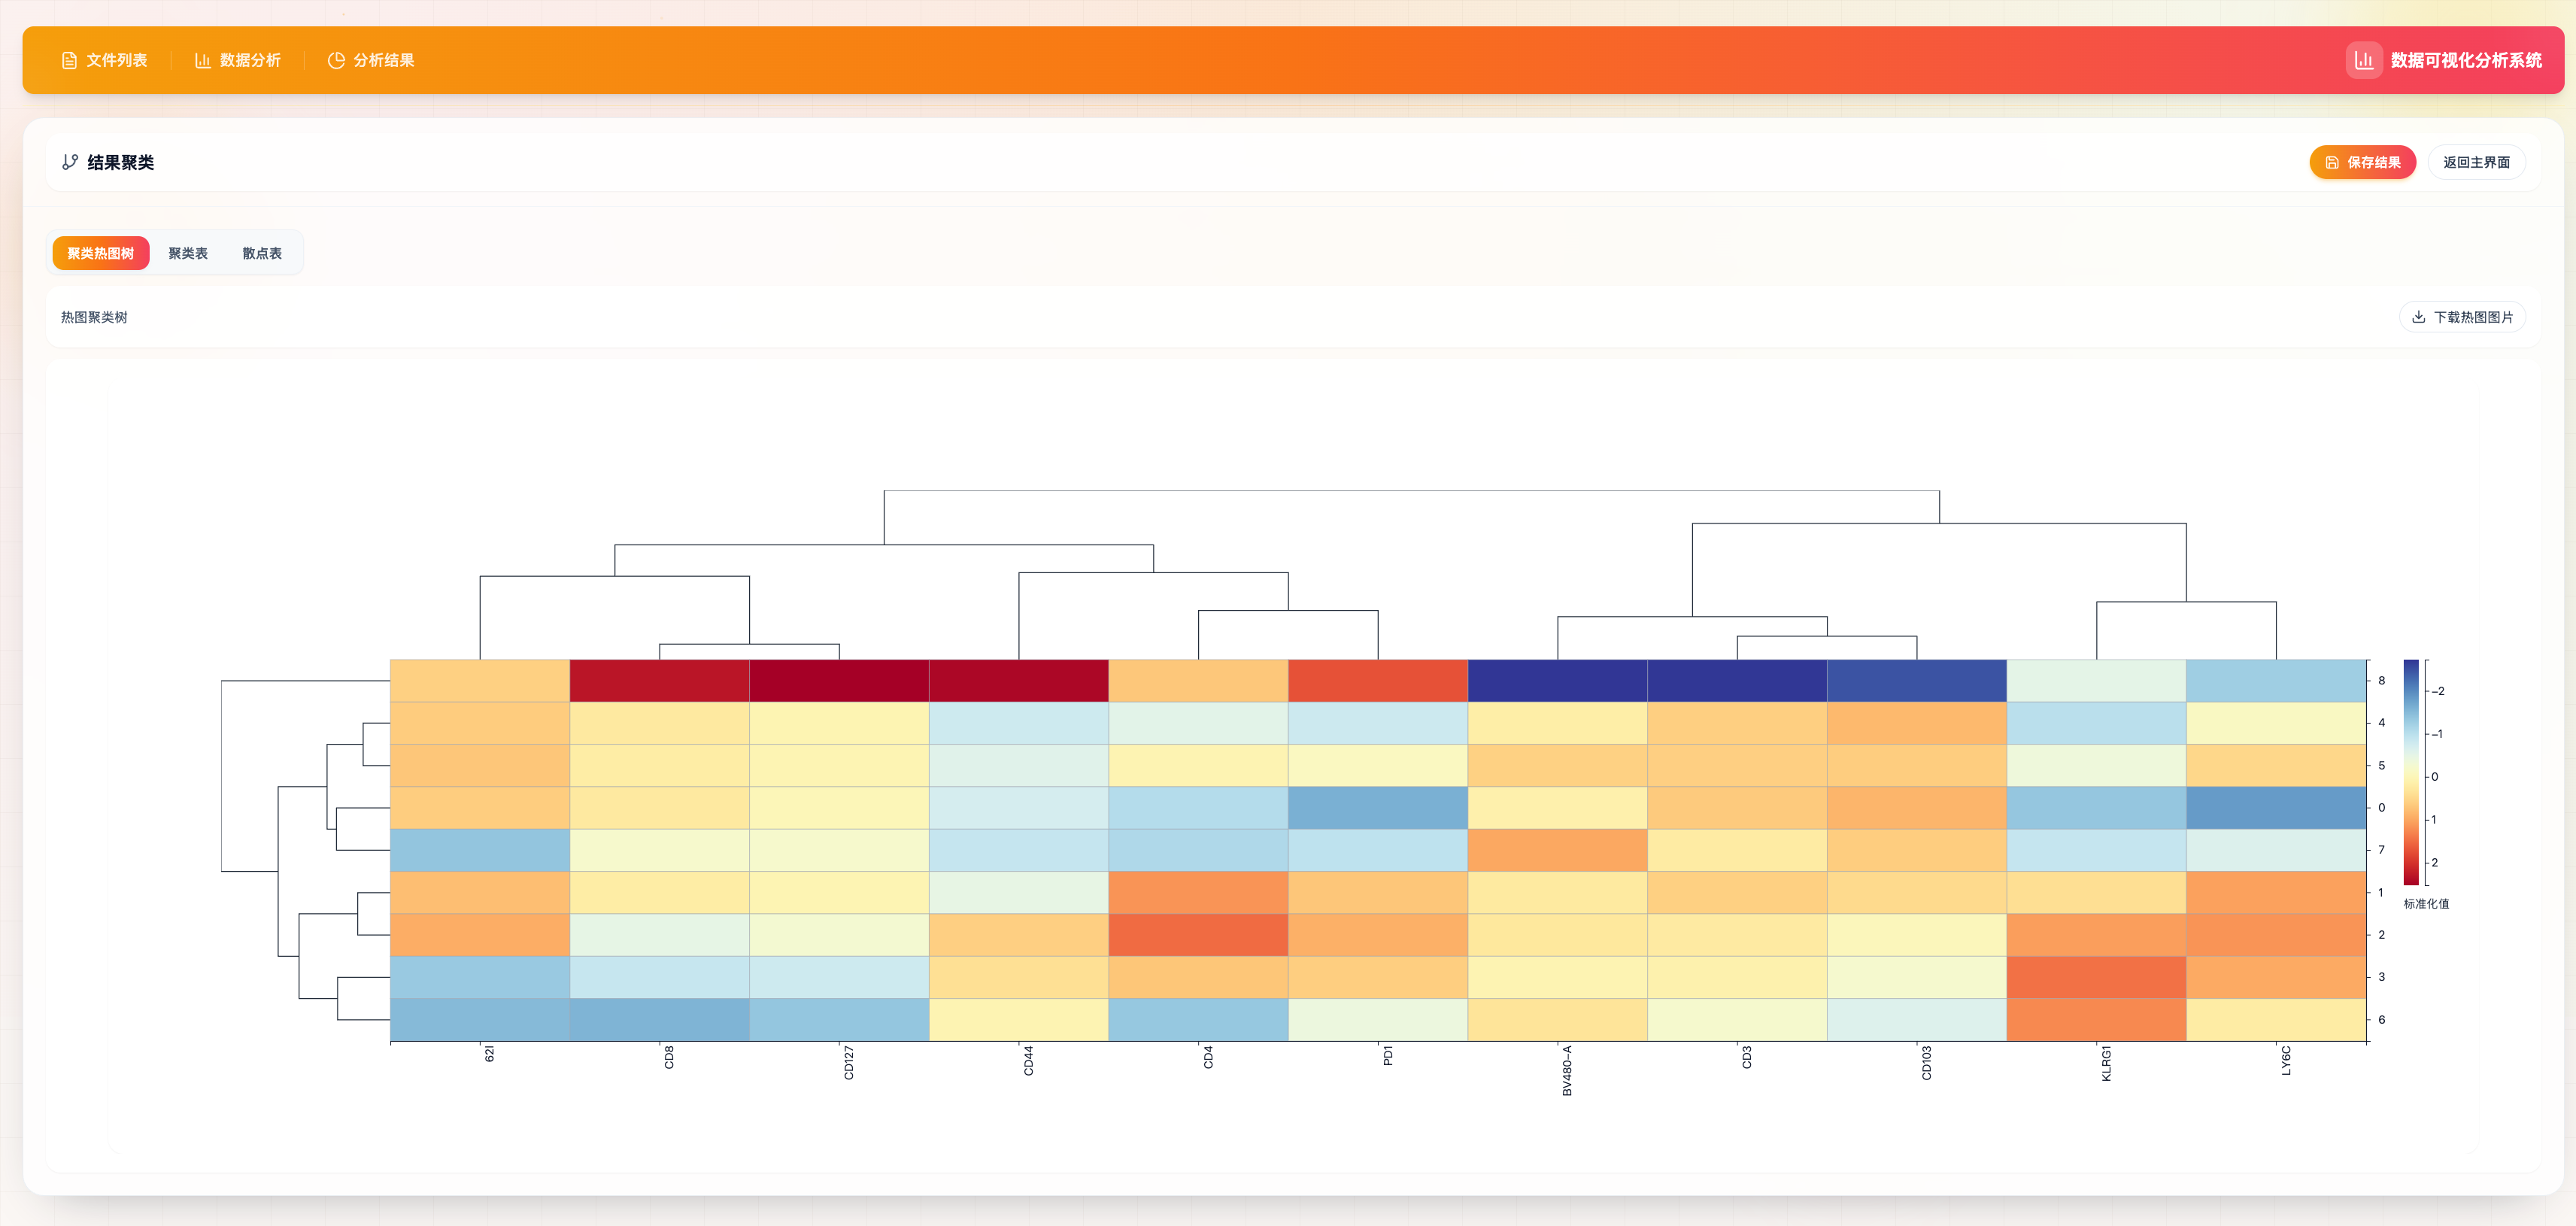 文件列表
数据分析
分析结果
数据可视化分析系统
结果聚类
保存结果
返回主界面
聚类热图树
聚类表
散点表
热图聚类树
下载热图图片
8
4
5
0
7
1
2
3
6
−2
−1
0
1
2
标准化值
62l
CD8
CD127
CD44
CD4
PD1
BV480−A
CD3
CD103
KLRG1
LY6C